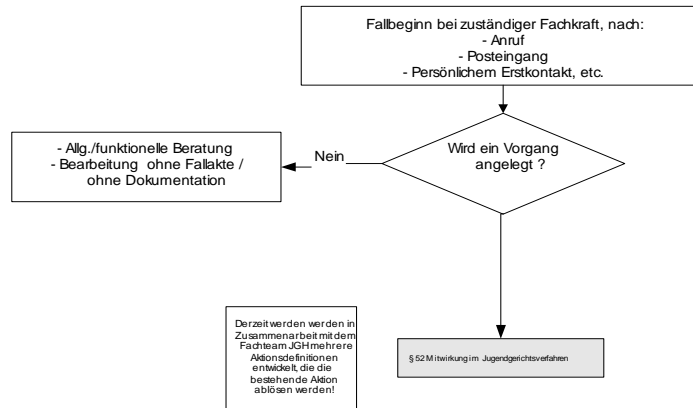 Fallbeginn bei zuständiger Fachkraft, nach:
- Anruf
- Posteingang
- Persönlichem Erstkontakt, etc.
- Allg./funktionelle Beratung
- Bearbeitung ohne Fallakte /
ohne Dokumentation
Nein
Wird ein Vorgang
angelegt ?
Derzeit werden werden in
Zusammenarbeit mit dem
Fachteam JGH mehrere
Aktionsdefinitionen
entwickelt, die die
bestehende Aktion
ablösen werden!
§ 52 Mitwirkung im Jugendgerichtsverfahren